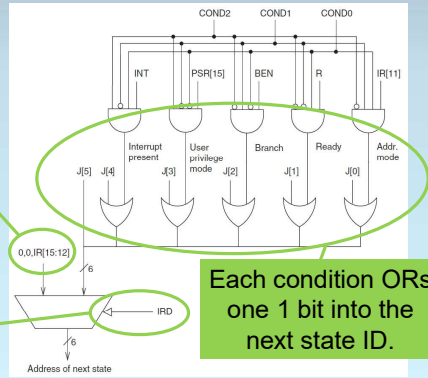 COND2 COND1 COND0
INT PSR[15] BEN R IR[11]
Interrupt present
User privilege mode
Branch
Ready
Addr. mode
J[5] J[4] J[3] J[2] J[1] J[0]
0,0,IR[15:12]
6
IRD
6
Address of next state
Each condition ORs
one 1 bit into the
next state ID.